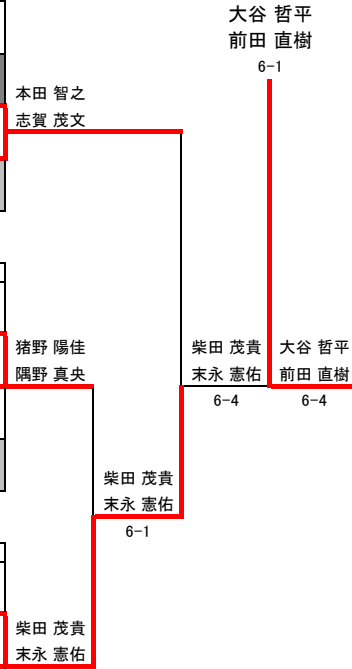 大谷 哲平
前田 直樹
6-1
本田 智之
志賀 茂文
猪野 陽佳
隅野 真央
柴田 茂貴
末永 憲佑
6-4
大谷 哲平
前田 直樹
6-4
柴田 茂貴
末永 憲佑
6-1
柴田 茂貴
末永 憲佑